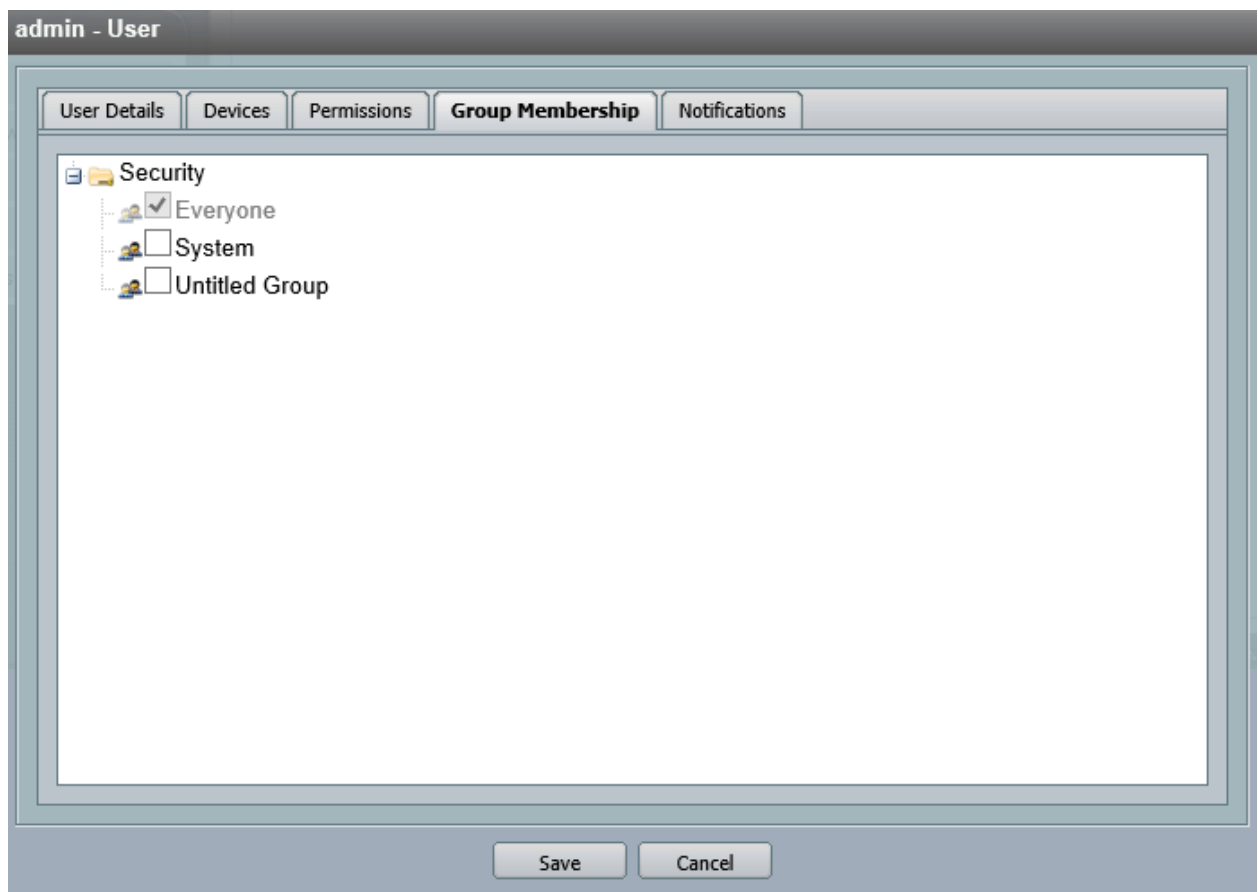 admin - User
User Details Devices Permissions Group Membership Notifications
Security
Everyone
System
Untitled Group
Save Cancel